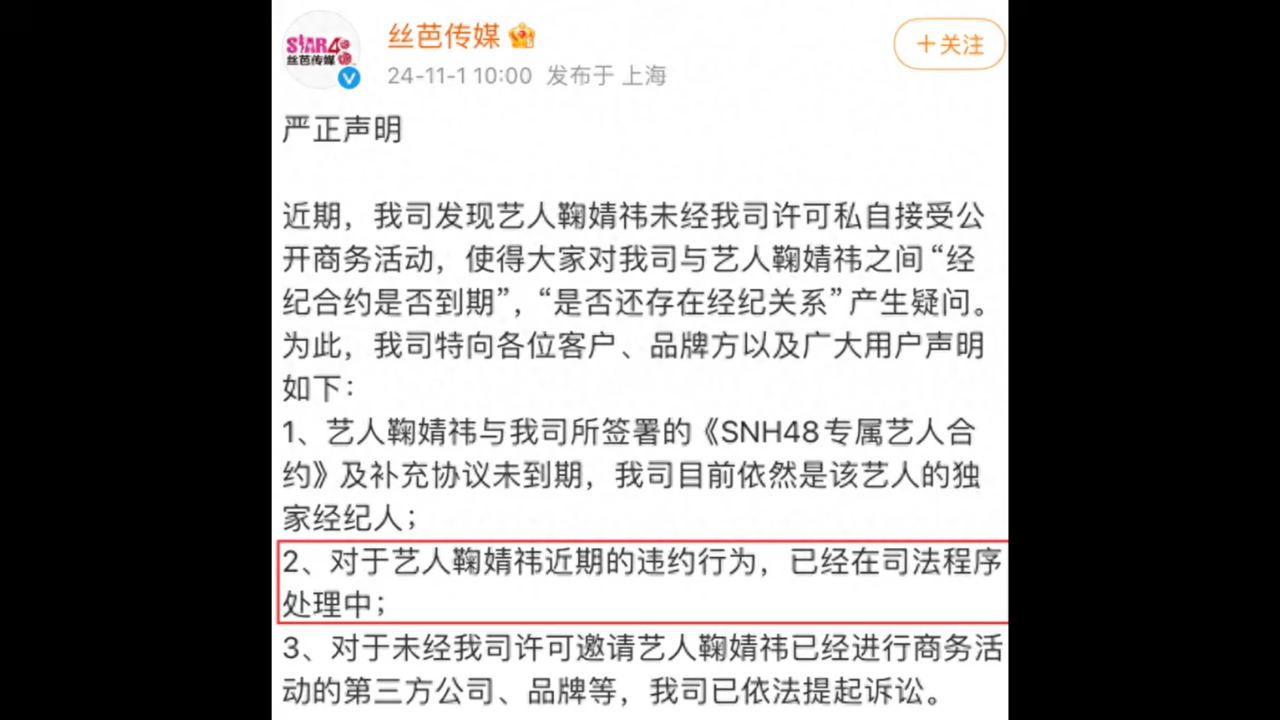 STAR48
丝芭传媒
丝芭传媒
+关注
24-11-1 10:00 发布于 上海
严正声明
近期，我司发现艺人鞠婧祎未经我司许可私自接受公
开商务活动，使得大家对我司与艺人鞠婧祎之间“经
纪合约是否到期”，“是否还存在经纪关系”产生疑问。
为此，我司特向各位客户、品牌方以及广大用户声明
如下：
1、艺人鞠婧祎与我司所签署的《SNH48专属艺人合
约》及补充协议未到期，我司目前依然是该艺人的独
家经纪人；
2、对于艺人鞠婧祎近期的违约行为，已经在司法程序
处理中；
3、对于未经我司许可邀请艺人鞠婧祎已经进行商务活
动的第三方公司、品牌等，我司已依法提起诉讼。